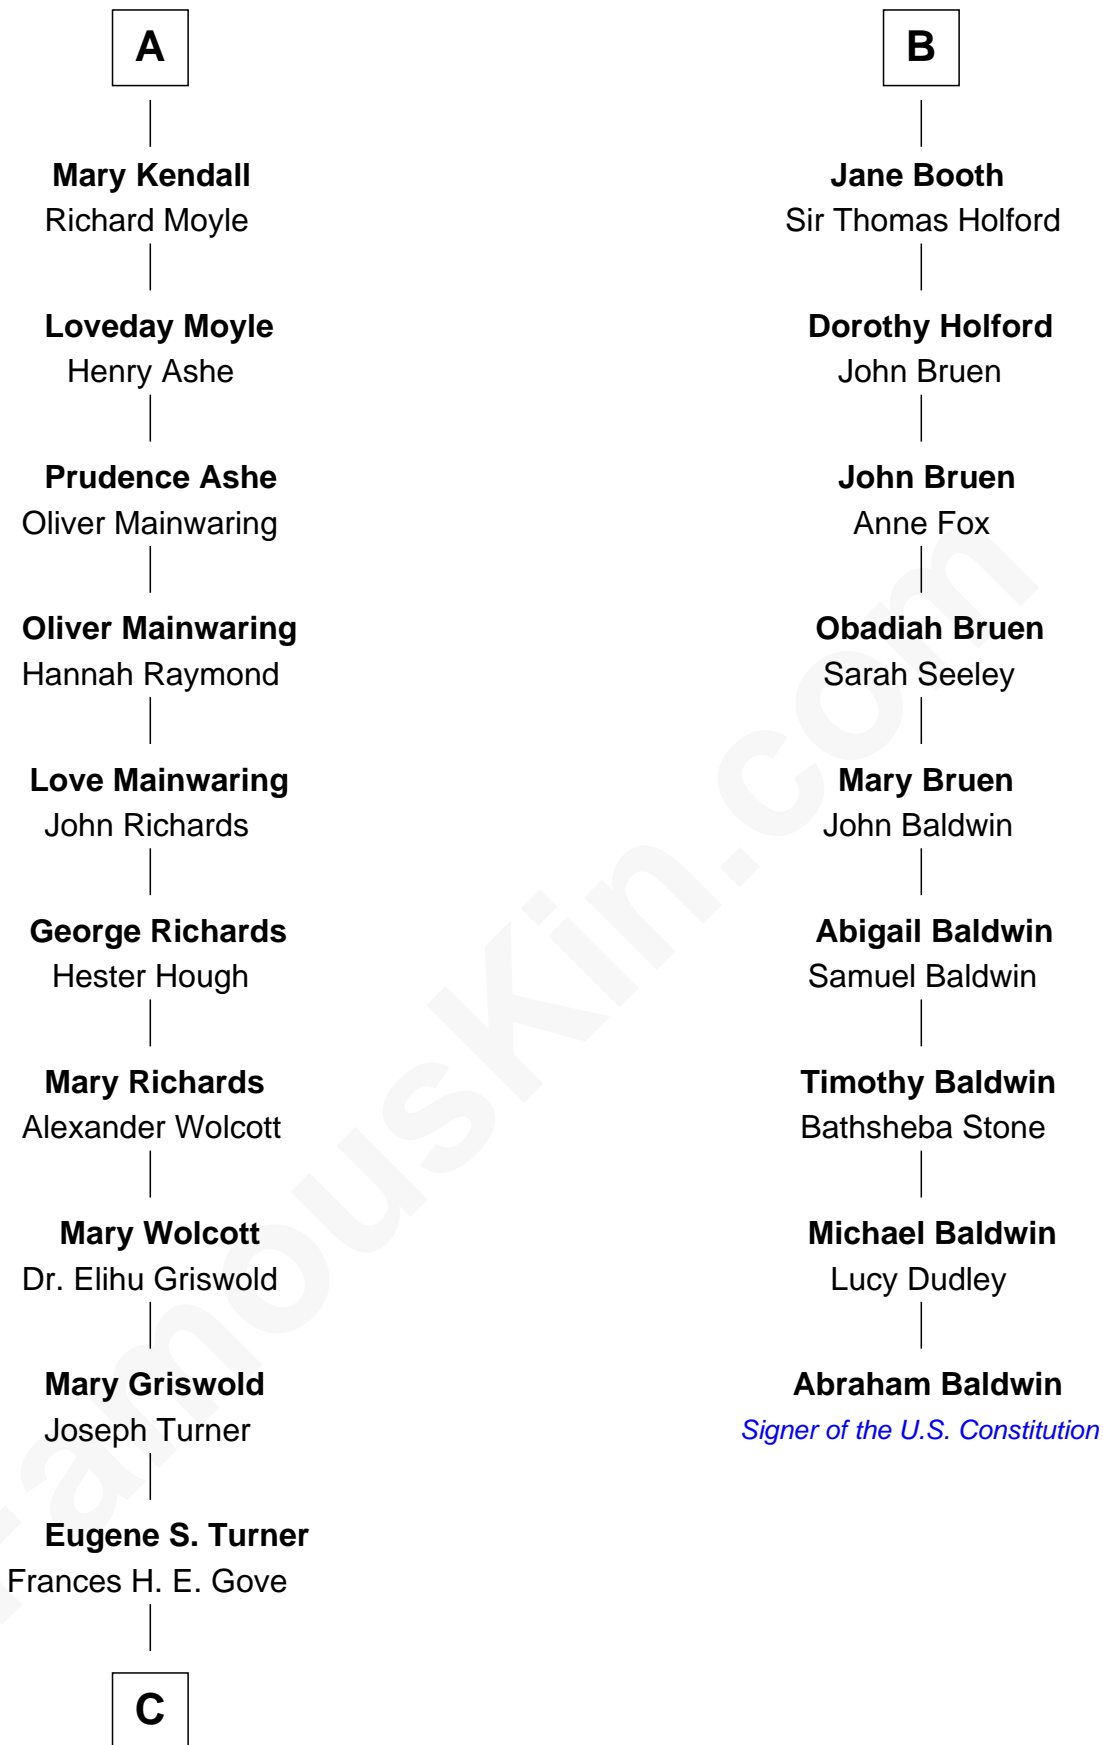 A
Mary Kendall
Richard Moyle
Loveday Moyle
Henry Ashe
Prudence Ashe
Oliver Mainwaring
Oliver Mainwaring
Hannah Raymond
Love Mainwaring
John Richards
George Richards
Hester Hough
Mary Richards
Alexander Wolcott
Mary Wolcott
Dr. Elihu Griswold
Mary Griswold
Joseph Turner
Eugene S. Turner
Frances H. E. Gove
C
B
Jane Booth
Sir Thomas Holford
Dorothy Holford
John Bruen
John Bruen
Anne Fox
Obadiah Bruen
Sarah Seeley
Mary Bruen
John Baldwin
Abigail Baldwin
Samuel Baldwin
Timothy Baldwin
Bathsheba Stone
Michael Baldwin
Lucy Dudley
Abraham Baldwin
Signer of the U.S. Constitution
FamousKin.com